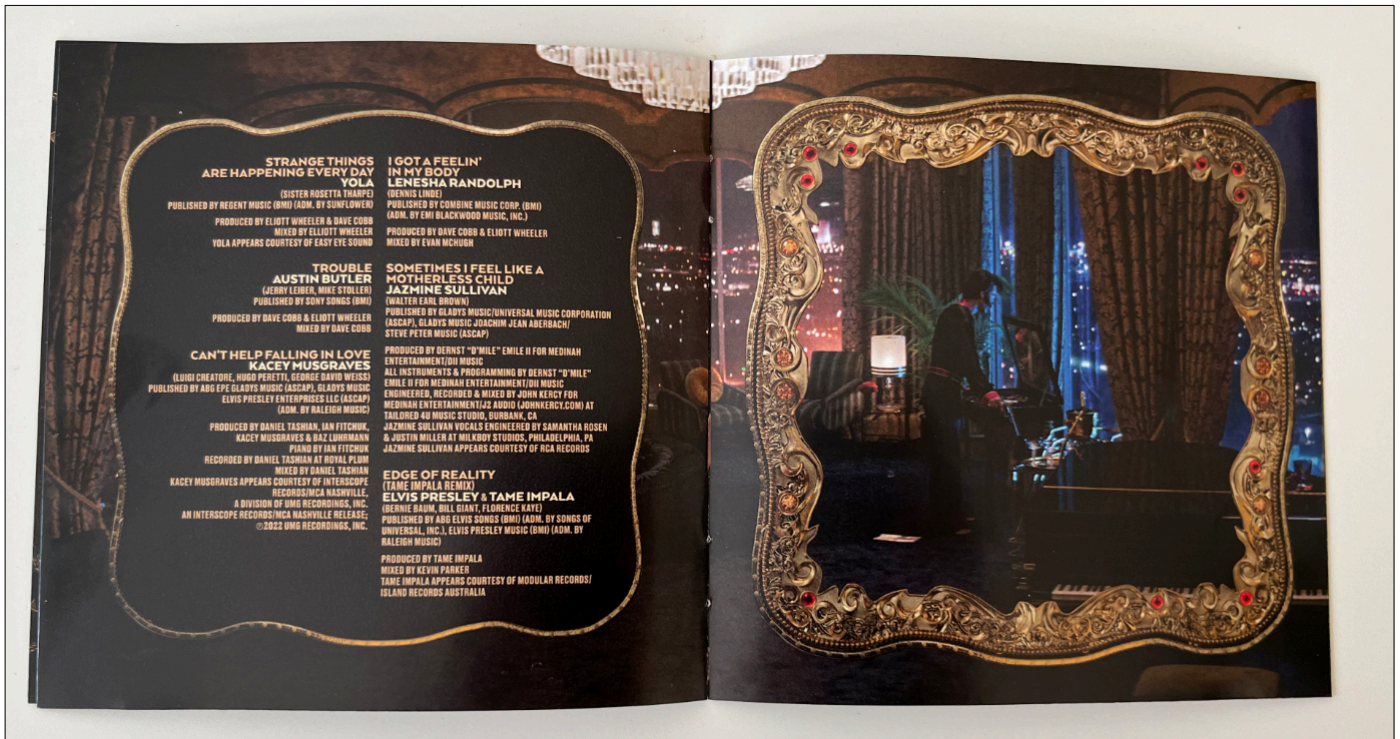 STRANGE THINGS
ARE HAPPENING EVERY DAY
YOLA
(SISTER ROSETTA THARPE)
PUBLISHED BY REGENT MUSIC (BMI) (ADM. BY SUNFLOWER)
PRODUCED BY ELIOTT WHEELER & DAVE COBB
MIXED BY ELLIOTT WHEELER
YOLA APPEARS COURTESY OF EASY EYE SOUND
TROUBLE
AUSTIN BUTLER
(JERRY LEIBER, MIKE STOLLER)
PUBLISHED BY SONY SONGS (BMI)
PRODUCED BY DAVE COBB & ELIOTT WHEELER
MIXED BY DAVE COBB
CAN'T HELP FALLING IN LOVE
KACEY MUSGRAVES
(LUIGI CREATORE, HUGO PERETTI, GEORGE DAVID WEISS)
PUBLISHED BY ABG EPE GLADYS MUSIC (ASCAP), GLADYS MUSIC
ELVIS PRESLEY ENTERPRISES LLC (ASCAP)
(ADM. BY RALEIGH MUSIC)
PRODUCED BY DANIEL TASHIAN, IAN FITCHUK,
KACEY MUSGRAVES & BAZ LUHRMANN
PIANO BY IAN FITCHUK
RECORDED BY DANIEL TASHIAN AT ROYAL PLUM
MIXED BY DANIEL TASHIAN
KACEY MUSGRAVES APPEARS COURTESY OF INTERSCOPE
RECORDS/MCA NASHVILLE,
A DIVISION OF UMG RECORDINGS, INC.
AN INTERSCOPE RECORDS/MCA NASHVILLE RELEASE;
℗2022 UMG RECORDINGS, INC.
I GOT A FEELIN'
IN MY BODY
LENESHA RANDOLPH
(DENNIS LINDE)
PUBLISHED BY COMBINE MUSIC CORP. (BMI)
(ADM. BY EMI BLACKWOOD MUSIC, INC.)
PRODUCED BY DAVE COBB & ELIOTT WHEELER
MIXED BY EVAN MCHUGH
SOMETIMES I FEEL LIKE A
MOTHERLESS CHILD
JAZMINE SULLIVAN
(WALTER EARL BROWN)
PUBLISHED BY GLADYS MUSIC/UNIVERSAL MUSIC CORPORATION
(ASCAP), GLADYS MUSIC JOACHIM JEAN ABERBACH/
STEVE PETER MUSIC (ASCAP)
PRODUCED BY DERNST "D'MILE" EMILE II FOR MEDINAH
ENTERTAINMENT/DII MUSIC
ALL INSTRUMENTS & PROGRAMMING BY DERNST "D'MILE"
EMILE II FOR MEDINAH ENTERTAINMENT/DII MUSIC
ENGINEERED, RECORDED & MIXED BY JOHN KERCY FOR
MEDINAH ENTERTAINMENT/J2 AUDIO (JOHNKERCY.COM) AT
TAILORED 4U MUSIC STUDIO, BURBANK, CA
JAZMINE SULLIVAN VOCALS ENGINEERED BY SAMANTHA ROSEN
& JUSTIN MILLER AT MILKBOY STUDIOS, PHILADELPHIA, PA
JAZMINE SULLIVAN APPEARS COURTESY OF RCA RECORDS
EDGE OF REALITY
(TAME IMPALA REMIX)
ELVIS PRESLEY & TAME IMPALA
(BERNIE BAUM, BILL GIANT, FLORENCE KAYE)
PUBLISHED BY ABG ELVIS SONGS (BMI) (ADM. BY SONGS OF
UNIVERSAL, INC.), ELVIS PRESLEY MUSIC (BMI) (ADM. BY
RALEIGH MUSIC)
PRODUCED BY TAME IMPALA
MIXED BY KEVIN PARKER
TAME IMPALA APPEARS COURTESY OF MODULAR RECORDS/
ISLAND RECORDS AUSTRALIA